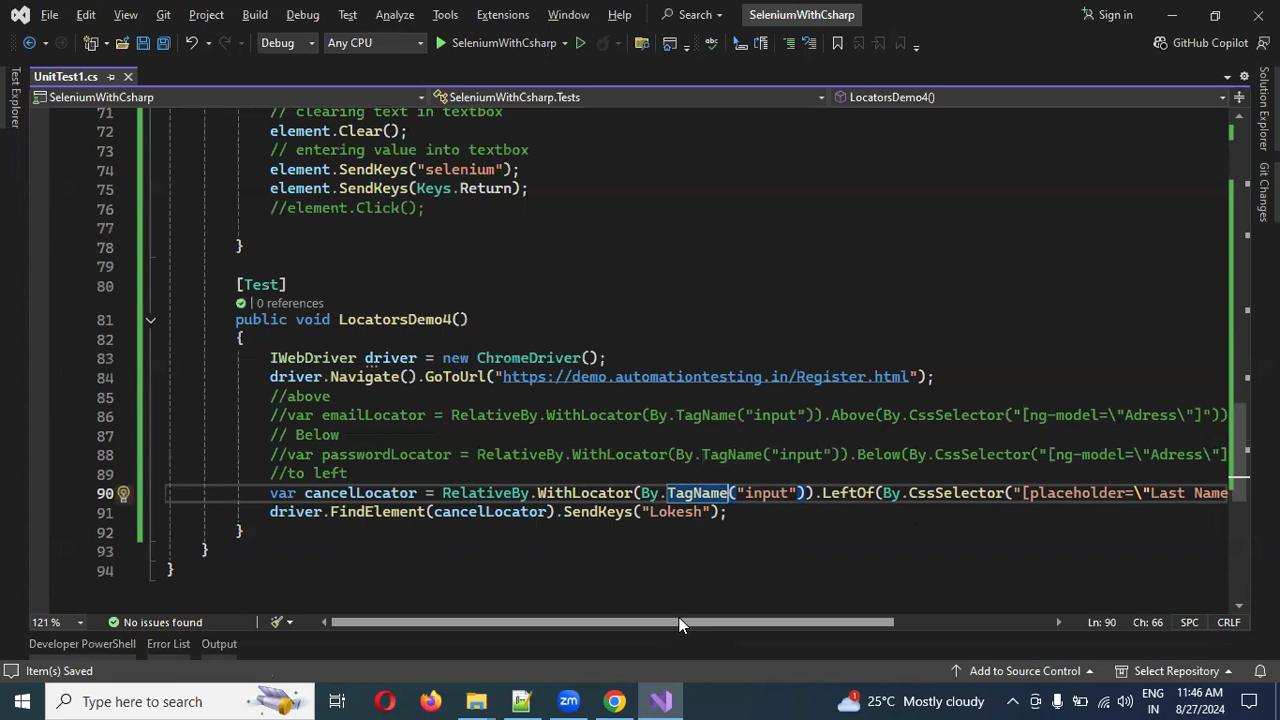 File Edit View Git Project Build Debug Test Analyze Tools Extensions Window Help Search SeleniumWithCsharp Sign in
Debug Any CPU SeleniumWithCsharp GitHub Copilot
UnitTest1.cs
SeleniumWithCsharp SeleniumWithCsharp.Tests LocatorsDemo4()
Test Explorer
Solution Explorer
Git Changes
71 // clearing text in textbox
72 element.Clear();
73 // entering value into textbox
74 element.SendKeys("selenium");
75 element.SendKeys(Keys.Return);
76 //element.Click();
77
78 }
79
80 [Test]
0 references
81 public void LocatorsDemo4()
82 {
83 IWebDriver driver = new ChromeDriver();
84 driver.Navigate().GoToUrl("https://demo.automationtesting.in/Register.html");
85 //above
86 //var emailLocator = RelativeBy.WithLocator(By.TagName("input")).Above(By.CssSelector("[ng-model=\"Adress\"]"))
87 // Below
88 //var passwordLocator = RelativeBy.WithLocator(By.TagName("input")).Below(By.CssSelector("[ng-model=\"Adress\"]
89 //to left
90 var cancelLocator = RelativeBy.WithLocator(By.TagName("input")).LeftOf(By.CssSelector("[placeholder=\"Last Name
91 driver.FindElement(cancelLocator).SendKeys("Lokesh");
92 }
93 }
94 }
121 % No issues found Ln: 90 Ch: 66 SPC CRLF
Developer PowerShell Error List Output
Item(s) Saved Add to Source Control Select Repository
Type here to search 25°C Mostly cloudy ENG IN 11:46 AM 8/27/2024